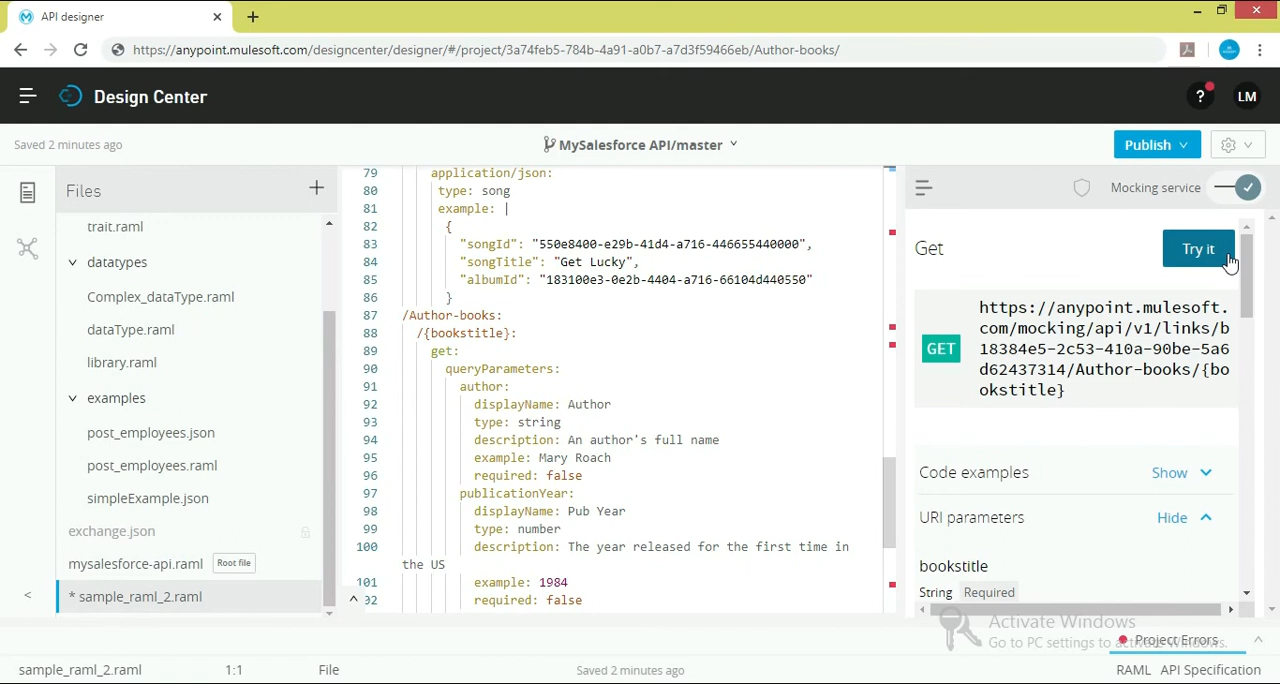 API designer
https://anypoint.mulesoft.com/designcenter/designer/#/project/3a74feb5-784b-4a91-a0b7-a7d3f59466eb/Author-books/
Design Center
?
LM
Saved 2 minutes ago
MySalesforce API/master
Publish
Files
trait.raml
datatypes
Complex_dataType.raml
dataType.raml
library.raml
examples
post_employees.json
post_employees.raml
simpleExample.json
exchange.json
mysalesforce-api.raml Root file
* sample_raml_2.raml
79 application/json:
80 type: song
81 example: |
82 {
83 "songId": "550e8400-e29b-41d4-a716-446655440000",
84 "songTitle": "Get Lucky",
85 "albumId": "183100e3-0e2b-4404-a716-66104d440550"
86 }
87 /Author-books:
88 /{bookstitle}:
89 get:
90 queryParameters:
91 author:
92 displayName: Author
93 type: string
94 description: An author's full name
95 example: Mary Roach
96 required: false
97 publicationYear:
98 displayName: Pub Year
99 type: number
100 description: The year released for the first time in
the US
101 example: 1984
02 required: false
Mocking service
Get
Try it
GET
https://anypoint.mulesoft.
com/mocking/api/v1/links/b
18384e5-2c53-410a-90be-5a6
d62437314/Author-books/{bo
okstitle}
Code examples Show
URI parameters Hide
bookstitle
String Required
Activate Windows
Go to PC settings to activate Windows.
Project Errors
sample_raml_2.raml 1:1 File Saved 2 minutes ago RAML API Specification